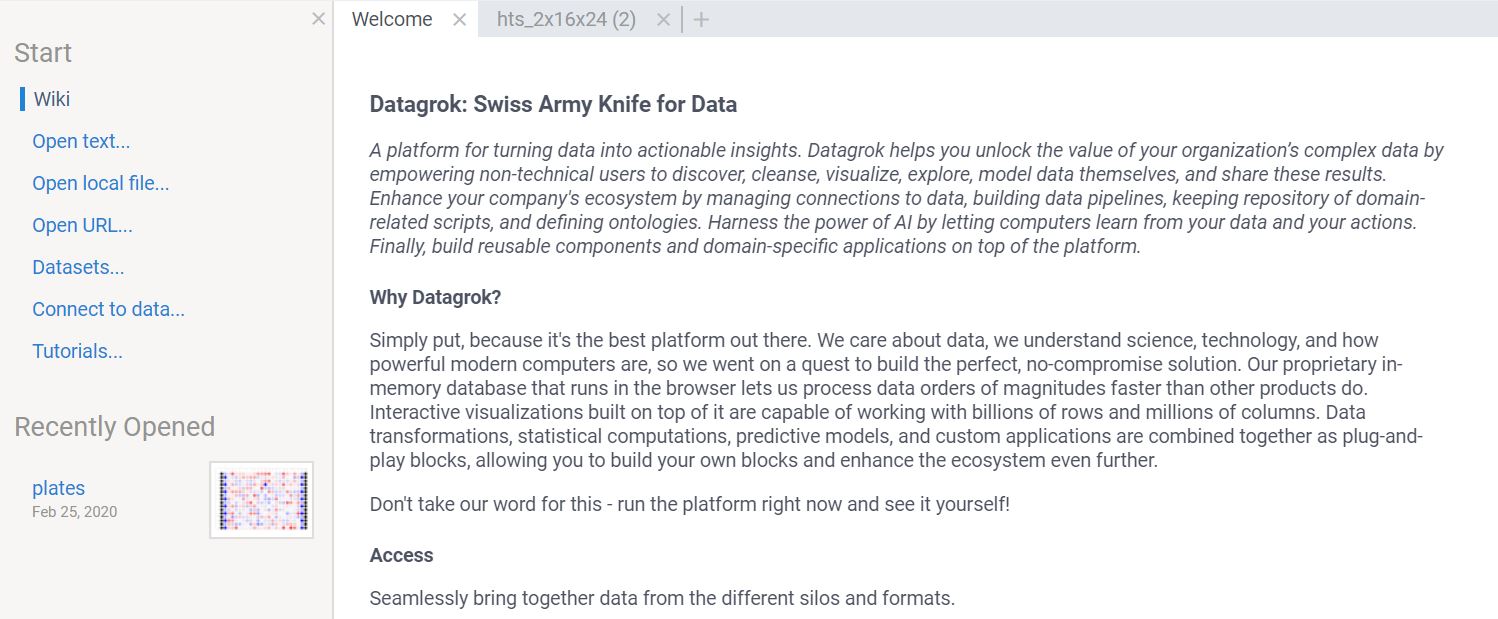 Welcome
hts_2x16x24 (2)
Start
Wiki
Open text...
Open local file...
Open URL...
Datasets...
Connect to data...
Tutorials...
Recently Opened
plates
Feb 25, 2020
Datagrok: Swiss Army Knife for Data
A platform for turning data into actionable insights. Datagrok helps you unlock the value of your organization's complex data by
empowering non-technical users to discover, cleanse, visualize, explore, model data themselves, and share these results.
Enhance your company's ecosystem by managing connections to data, building data pipelines, keeping repository of domain-
related scripts, and defining ontologies. Harness the power of AI by letting computers learn from your data and your actions.
Finally, build reusable components and domain-specific applications on top of the platform.
Why Datagrok?
Simply put, because it's the best platform out there. We care about data, we understand science, technology, and how
powerful modern computers are, so we went on a quest to build the perfect, no-compromise solution. Our proprietary in-
memory database that runs in the browser lets us process data orders of magnitudes faster than other products do.
Interactive visualizations built on top of it are capable of working with billions of rows and millions of columns. Data
transformations, statistical computations, predictive models, and custom applications are combined together as plug-and-
play blocks, allowing you to build your own blocks and enhance the ecosystem even further.
Don't take our word for this - run the platform right now and see it yourself!
Access
Seamlessly bring together data from the different silos and formats.